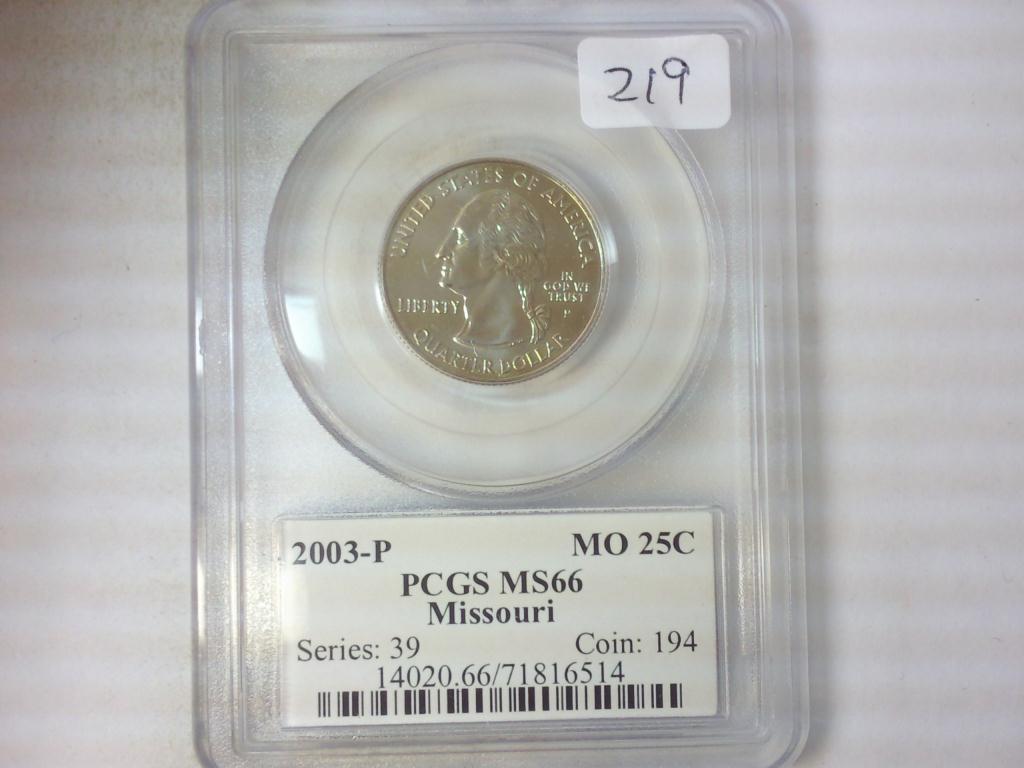 219
UNITED STATES OF AMERICA
IN
GOD WE
TRUST
LIBERTY
P
QUARTER DOLLAR
2003-P MO 25C
PCGS MS66
Missouri
Series: 39 Coin: 194
14020.66/71816514